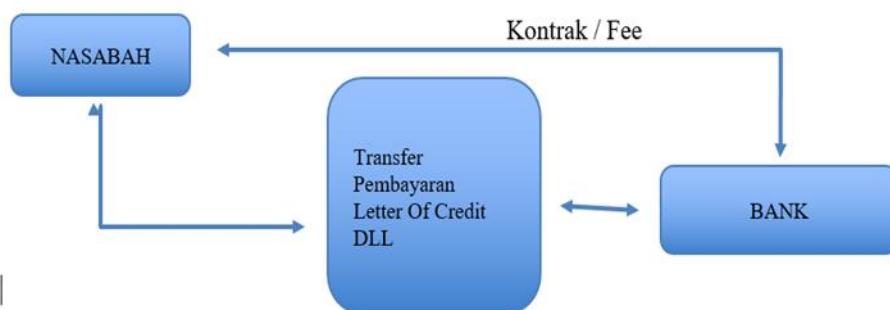 Kontrak / Fee
NASABAH
Transfer
Pembayaran
Letter Of Credit
DLL
BANK